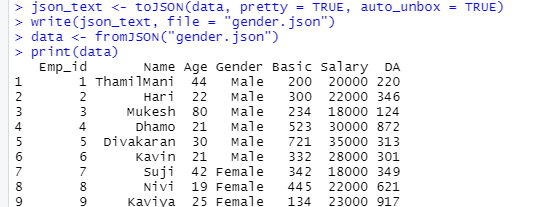 > json_text <- toJSON(data, pretty = TRUE, auto_unbox = TRUE)
> write(json_text, file = "gender.json")
> data <- fromJSON("gender.json")
> print(data)
  Emp_id       Name Age Gender Basic Salary  DA
1      1 ThamilMani  44   Male   200  20000 220
2      2       Hari  22   Male   300  22000 346
3      3     Mukesh  80   Male   234  18000 124
4      4      Dhamo  21   Male   523  30000 872
5      5  Divakaran  30   Male   721  35000 313
6      6      Kavin  21   Male   332  28000 301
7      7       Suji  42 Female   342  18000 349
8      8       Nivi  19 Female   445  22000 621
9      9     Kaviya  25 Female   134  23000 917